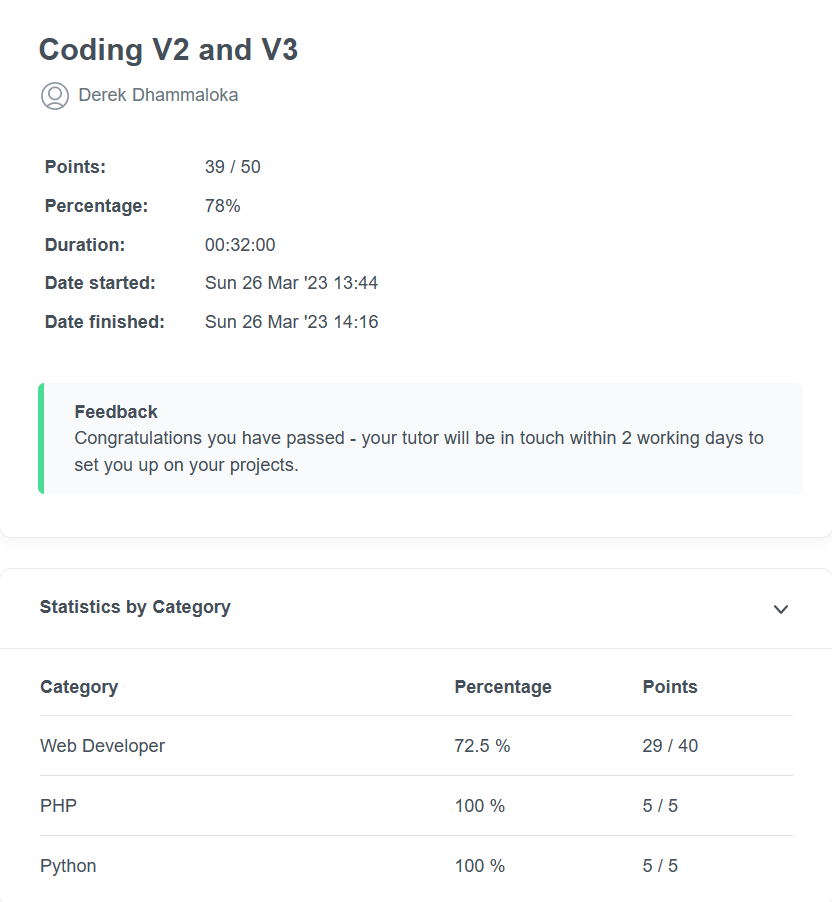 Coding V2 and V3
Derek Dhammaloka
Points: 39 / 50
Percentage: 78%
Duration: 00:32:00
Date started: Sun 26 Mar '23 13:44
Date finished: Sun 26 Mar '23 14:16
Feedback
Congratulations you have passed - your tutor will be in touch within 2 working days to
set you up on your projects.
Statistics by Category
Category Percentage Points
Web Developer 72.5 % 29 / 40
PHP 100 % 5 / 5
Python 100 % 5 / 5